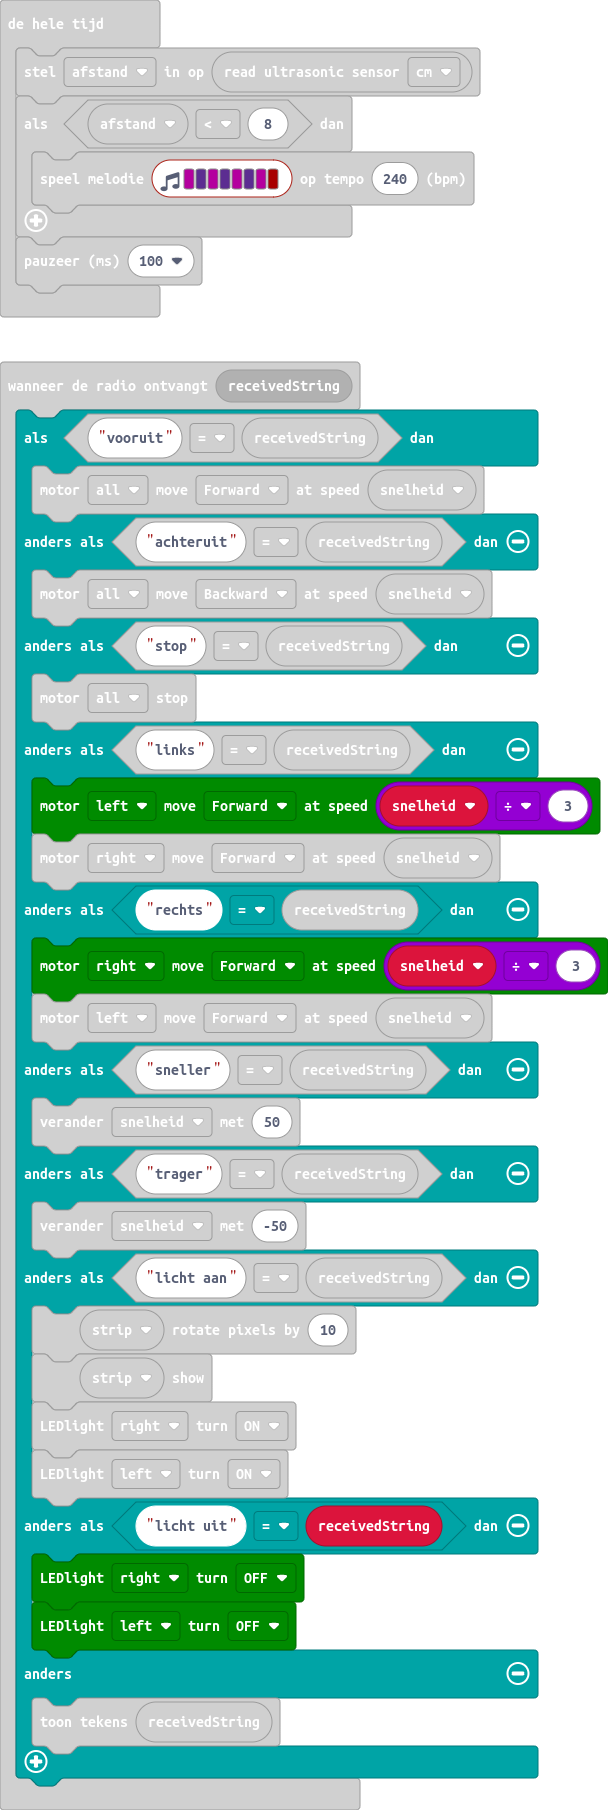 de hele tijd
stel afstand in op read ultrasonic sensor cm
als afstand < 8 dan
speel melodie op tempo 240 (bpm)
pauzeer (ms) 100
wanneer de radio ontvangt receivedString
als "vooruit" = receivedString dan
motor all move Forward at speed snelheid
anders als "achteruit" = receivedString dan
motor all move Backward at speed snelheid
anders als "stop" = receivedString dan
motor all stop
anders als "links" = receivedString dan
motor left move Forward at speed snelheid ÷ 3
motor right move Forward at speed snelheid
anders als "rechts" = receivedString dan
motor right move Forward at speed snelheid ÷ 3
motor left move Forward at speed snelheid
anders als "sneller" = receivedString dan
verander snelheid met 50
anders als "trager" = receivedString dan
verander snelheid met -50
anders als "licht aan" = receivedString dan
strip rotate pixels by 10
strip show
LEDlight right turn ON
LEDlight left turn ON
anders als "licht uit" = receivedString dan
LEDlight right turn OFF
LEDlight left turn OFF
anders
toon tekens receivedString